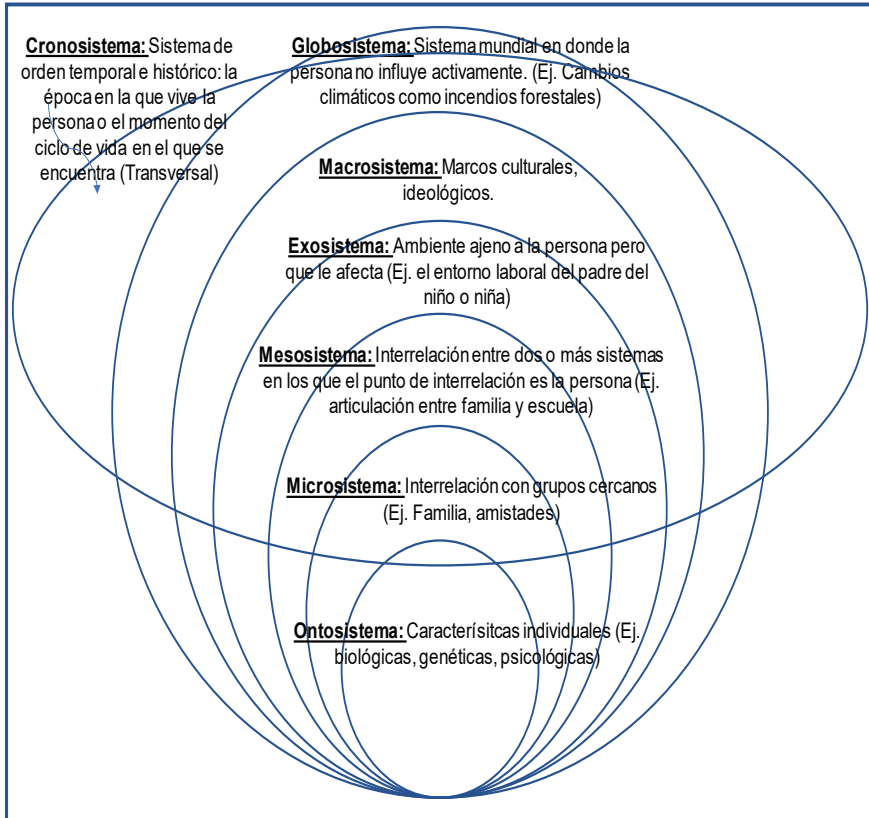 Cronosistema: Sistema de
orden temporal e histórico: la
época en la que vive la
persona o el momento del
ciclo de vida en el que se
encuentra (Transversal)
Globosistema: Sistema mundial en donde la
persona no influye activamente. (Ej. Cambios
climáticos como incendios forestales)
Macrosistema: Marcos culturales,
ideológicos.
Exosistema: Ambiente ajeno a la persona pero
que le afecta (Ej. el entorno laboral del padre del
niño o niña)
Mesosistema: Interrelación entre dos o más sistemas
en los que el punto de interrelación es la persona (Ej.
articulación entre familia y escuela)
Microsistema: Interrelación con grupos cercanos
(Ej. Familia, amistades)
Ontosistema: Caracterísitcas individuales (Ej.
biológicas, genéticas, psicológicas)